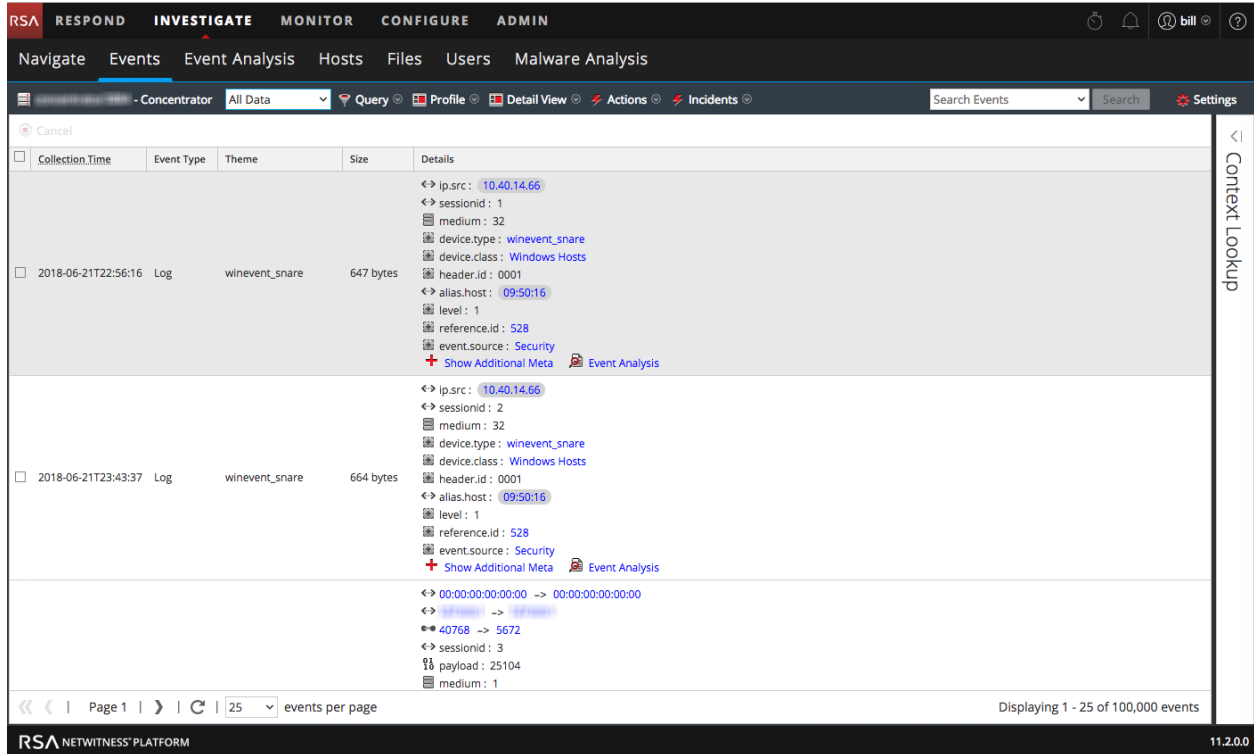 RSA RESPOND INVESTIGATE MONITOR CONFIGURE ADMIN bill
Navigate Events Event Analysis Hosts Files Users Malware Analysis
- Concentrator All Data Query Profile Detail View Actions Incidents Search Events Search Settings
Cancel
Collection Time Event Type Theme Size Details
Context Lookup
ip.src : 10.40.14.66
sessionid : 1
medium : 32
device.type : winevent_snare
device.class : Windows Hosts
2018-06-21T22:56:16 Log winevent_snare 647 bytes header.id : 0001
alias.host : 09:50:16
level : 1
reference.id : 528
event.source : Security
Show Additional Meta Event Analysis
ip.src : 10.40.14.66
sessionid : 2
medium : 32
device.type : winevent_snare
device.class : Windows Hosts
2018-06-21T23:43:37 Log winevent_snare 664 bytes header.id : 0001
alias.host : 09:50:16
level : 1
reference.id : 528
event.source : Security
Show Additional Meta Event Analysis
00:00:00:00:00:00 -> 00:00:00:00:00:00
->
40768 -> 5672
sessionid : 3
payload : 25104
medium : 1
Page 1 | 25 events per page Displaying 1 - 25 of 100,000 events
RSA NETWITNESS® PLATFORM 11.2.0.0